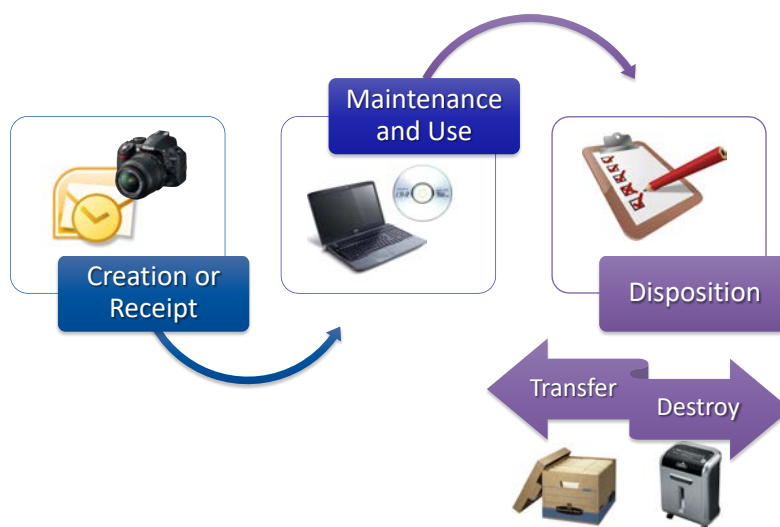 Maintenance
and Use
Creation or
Receipt
Disposition
Transfer
Destroy